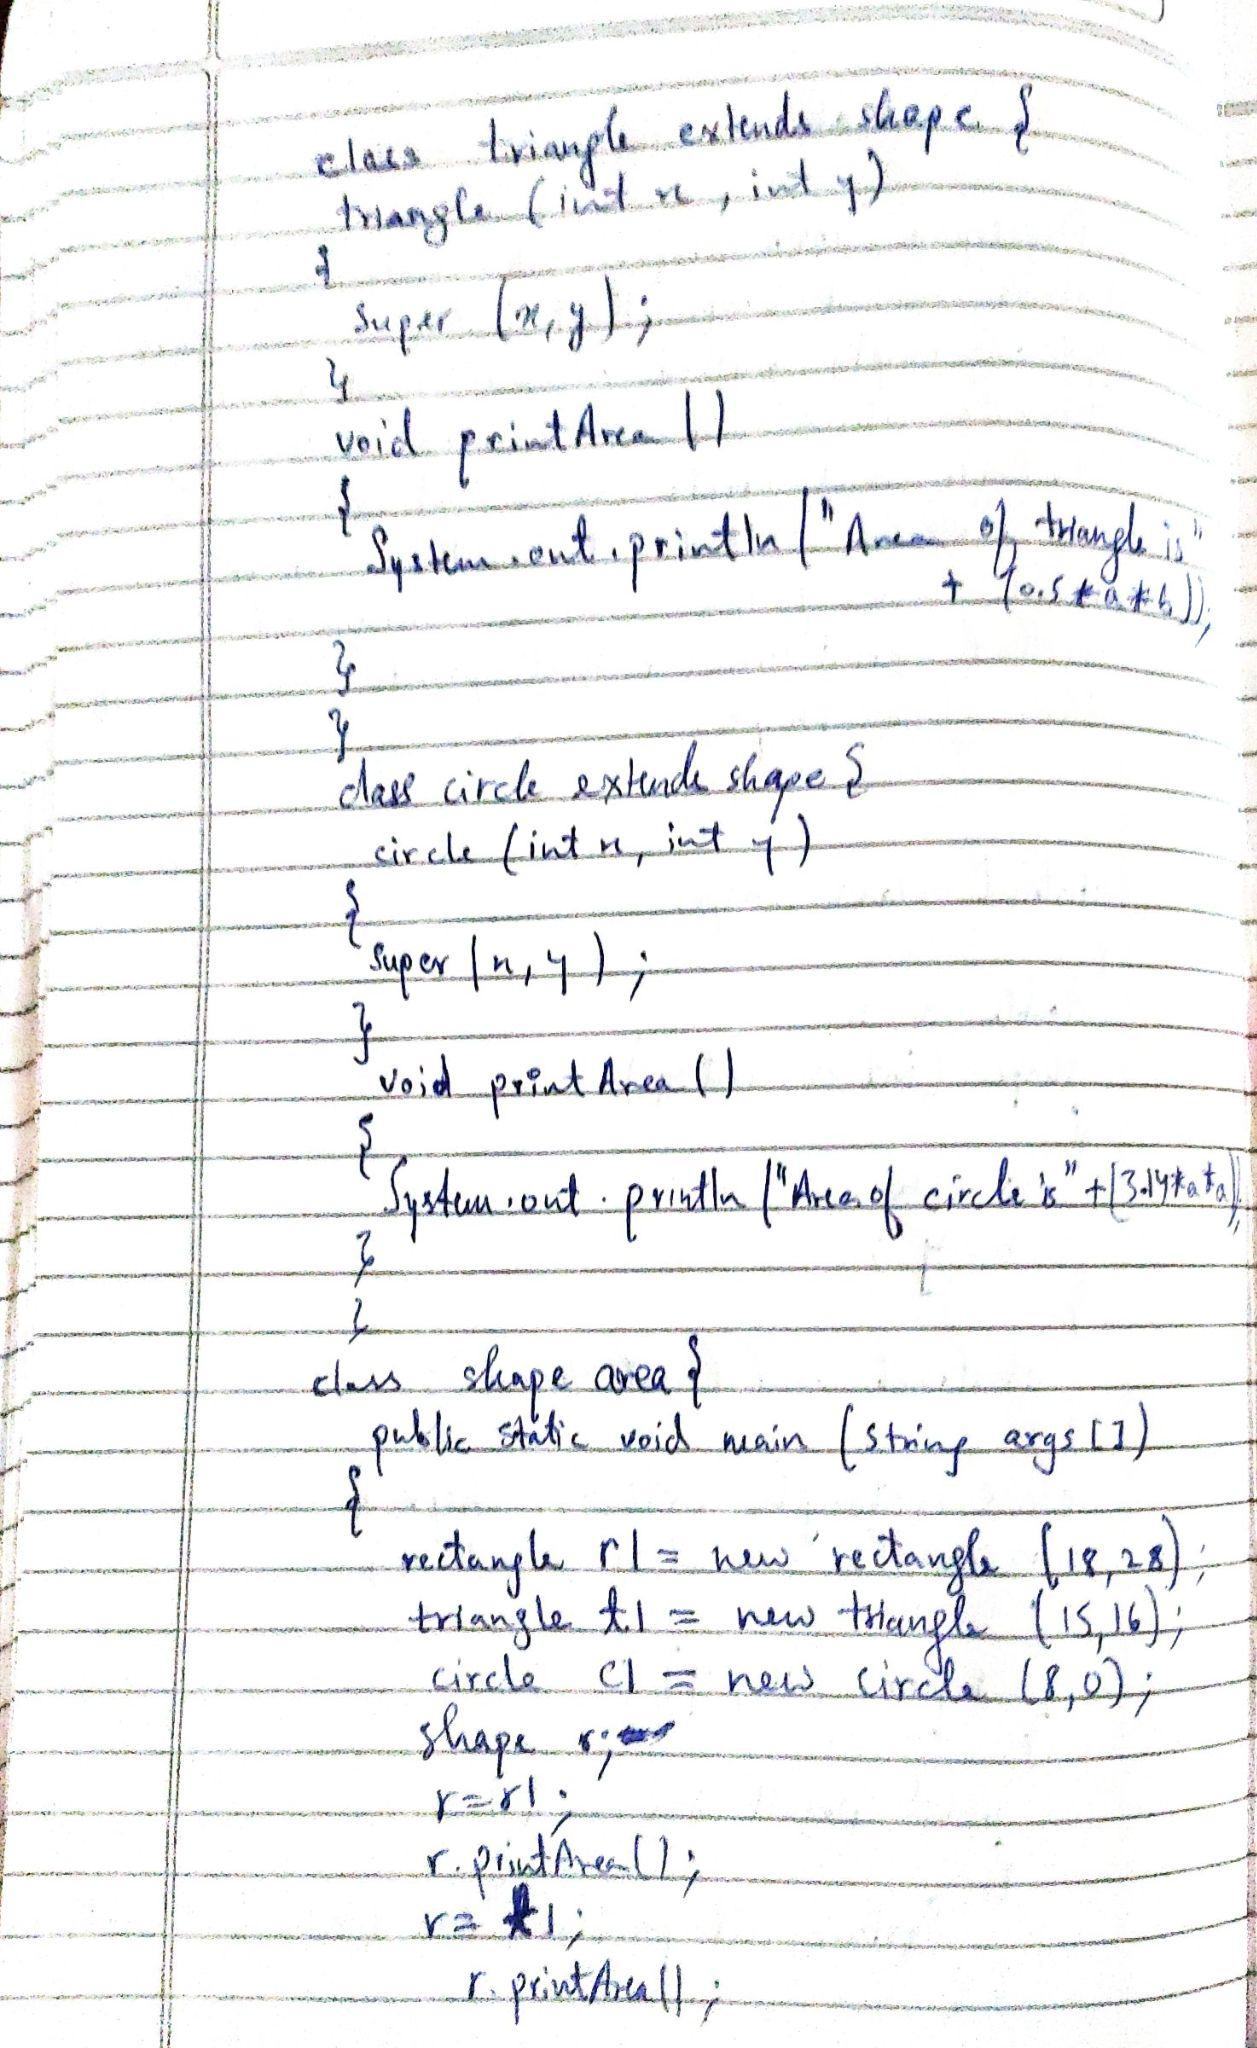 class triangle extends shape {
triangle (int x, int y)
{
super (x, y);
}
void printArea ()
{
System.out.println ("Area of triangle is"
+ (0.5*a*b));
}
}
class circle extends shape {
circle (int x, int y)
{
super (x, y);
}
void printArea ()
{
System.out.println ("Area of circle is" + (3.14*a*a));
}
}
class shape area {
public static void main (String args [])
{
rectangle r1 = new rectangle (18, 28);
triangle t1 = new triangle (15, 16);
circle c1 = new circle (8, 0);
shape r;
r = r1;
r.printArea ();
r = t1;
r.printArea ();